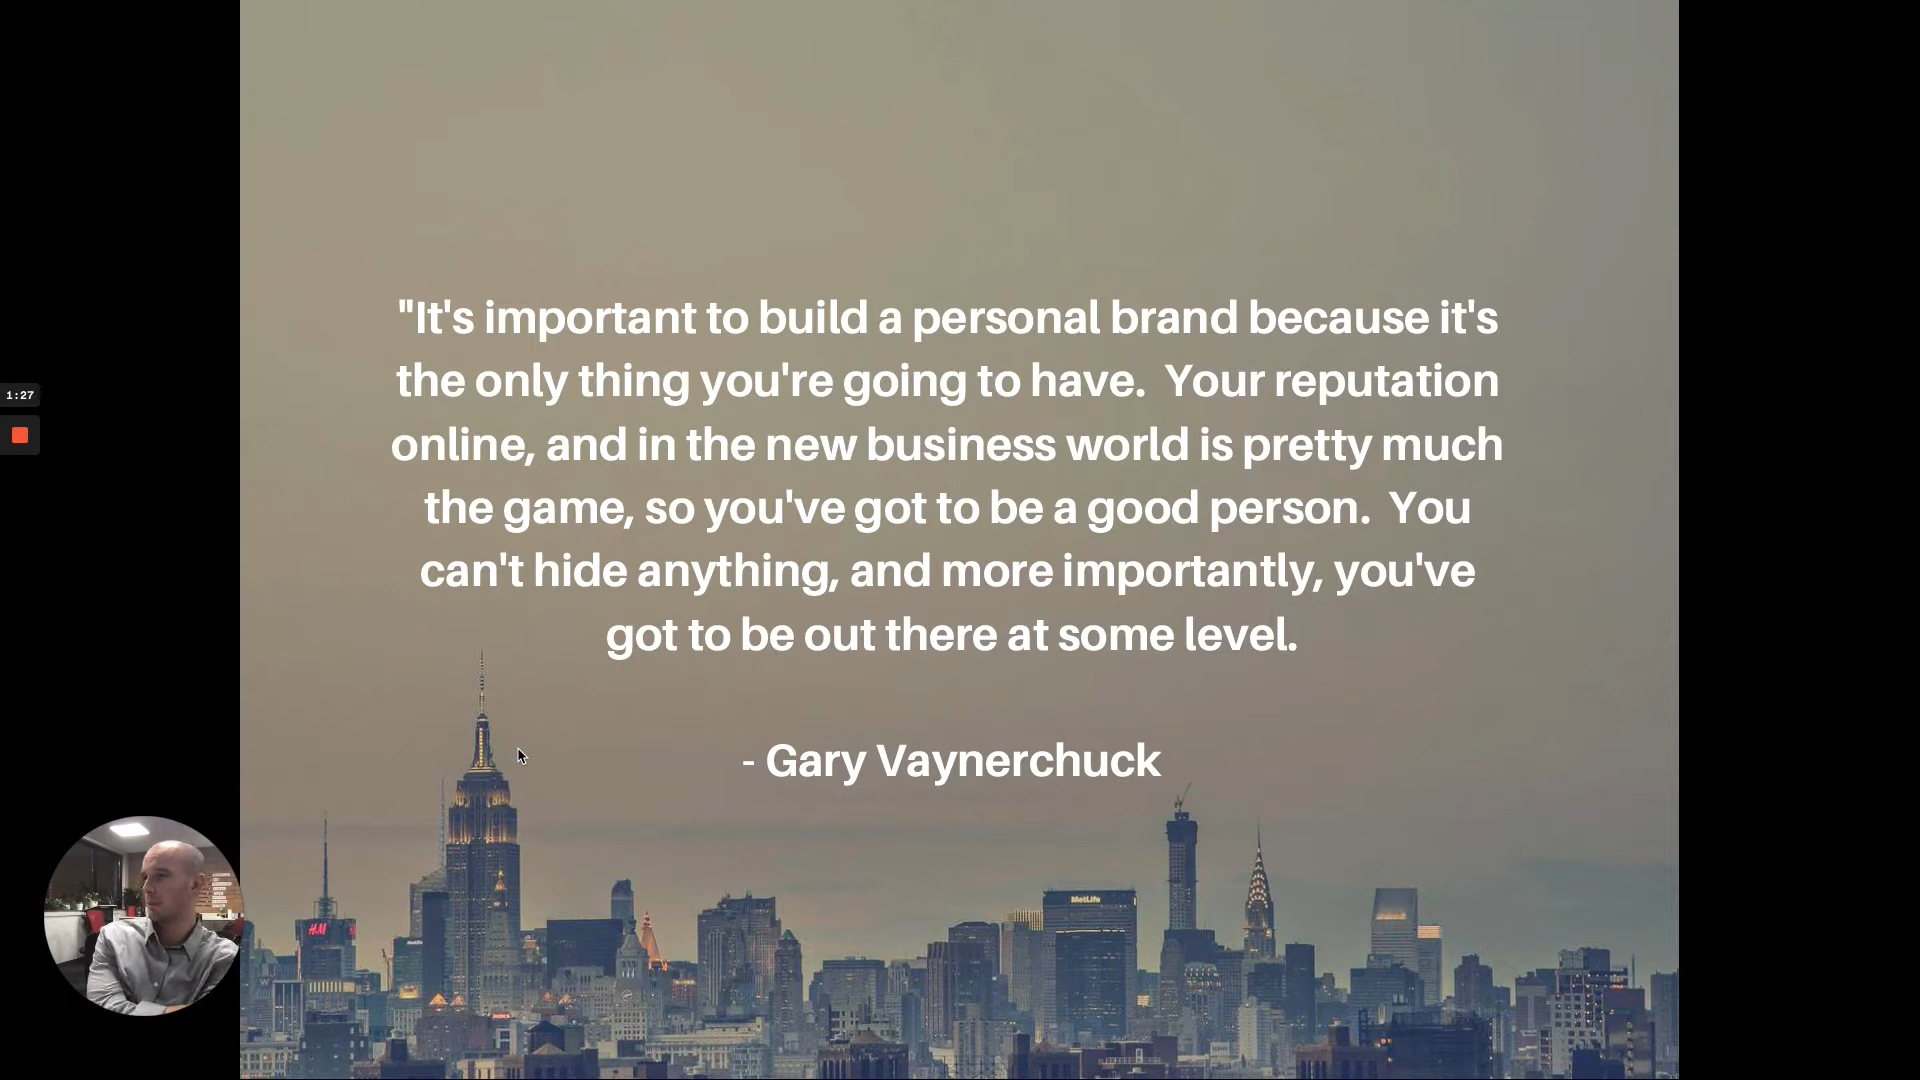 "It's important to build a personal brand because it's
the only thing you're going to have.  Your reputation
online, and in the new business world is pretty much
the game, so you've got to be a good person.  You
can't hide anything, and more importantly, you've
got to be out there at some level.
- Gary Vaynerchuck
1:27
MetLife
H&M